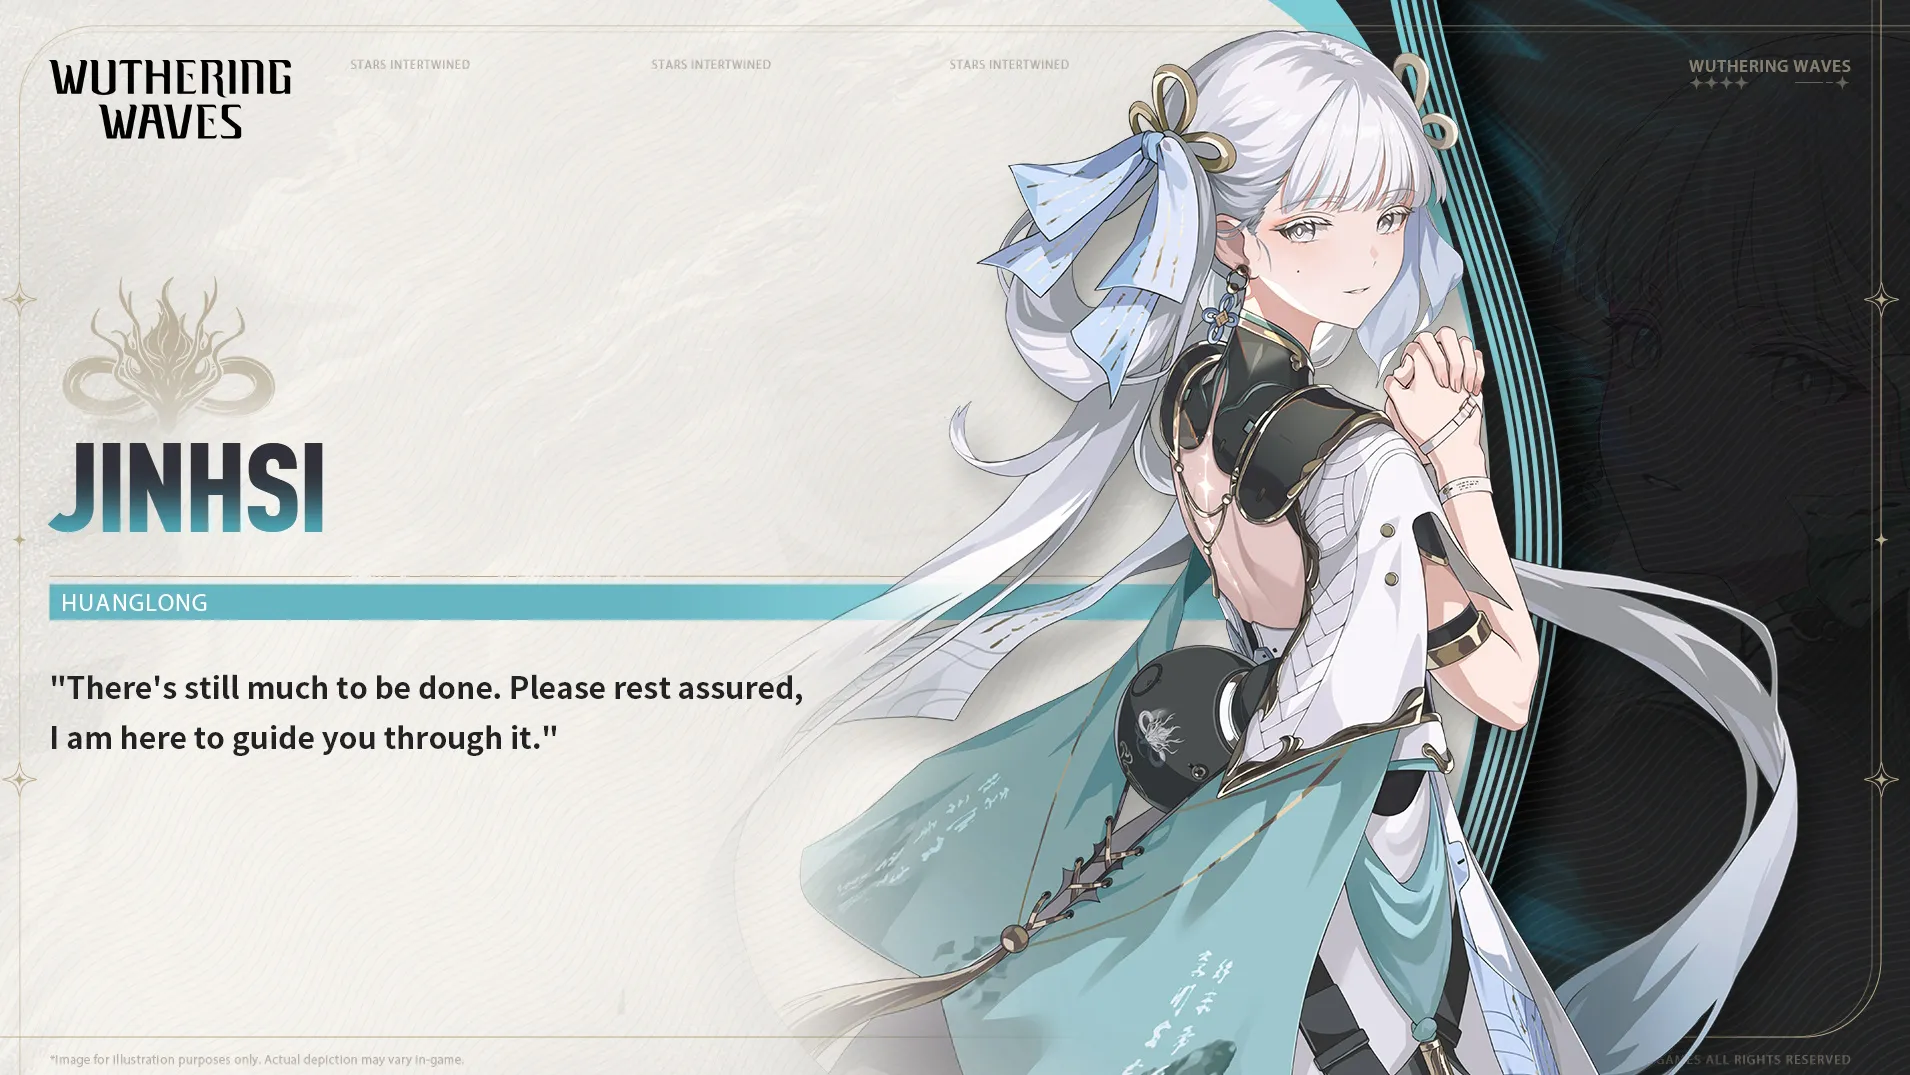 WUTHERING
WAVES
STARS INTERTWINED
STARS INTERTWINED
STARS INTERTWINED
WUTHERING WAVES
JINHSI
HUANGLONG
"There's still much to be done. Please rest assured,
I am here to guide you through it."
*Image for illustration purposes only. Actual depiction may vary in-game.
GAMES ALL RIGHTS RESERVED